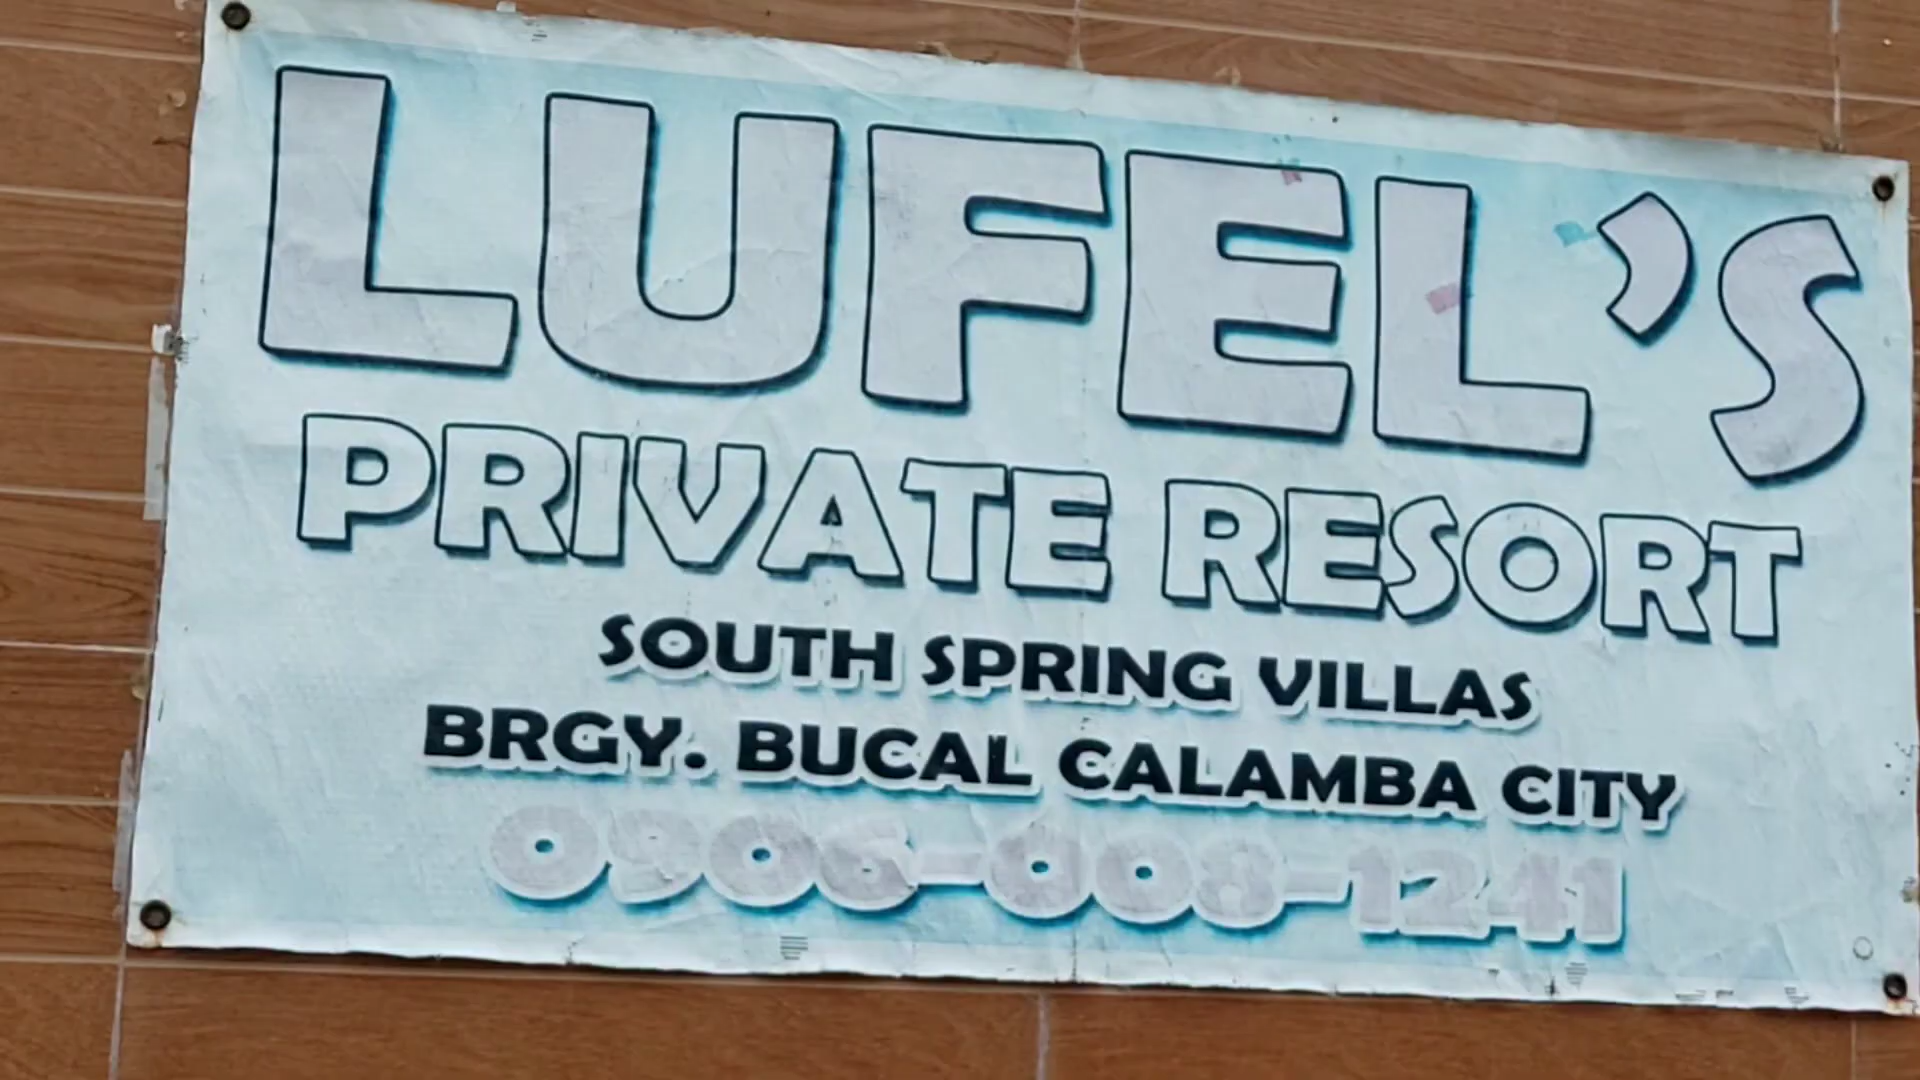 LUFEL'S
PRIVATE RESORT
SOUTH SPRING VILLAS
BRGY. BUCAL CALAMBA CITY
0906-008-1241